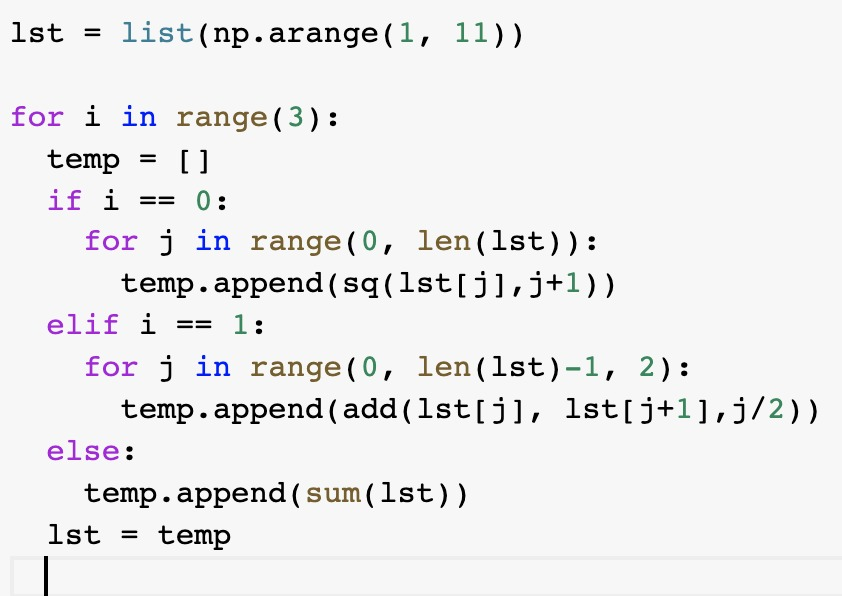 lst = list(np.arange(1, 11))

for i in range(3):
  temp = []
  if i == 0:
    for j in range(0, len(lst)):
      temp.append(sq(lst[j],j+1))
  elif i == 1:
    for j in range(0, len(lst)-1, 2):
      temp.append(add(lst[j], lst[j+1],j/2))
  else:
    temp.append(sum(lst))
  lst = temp